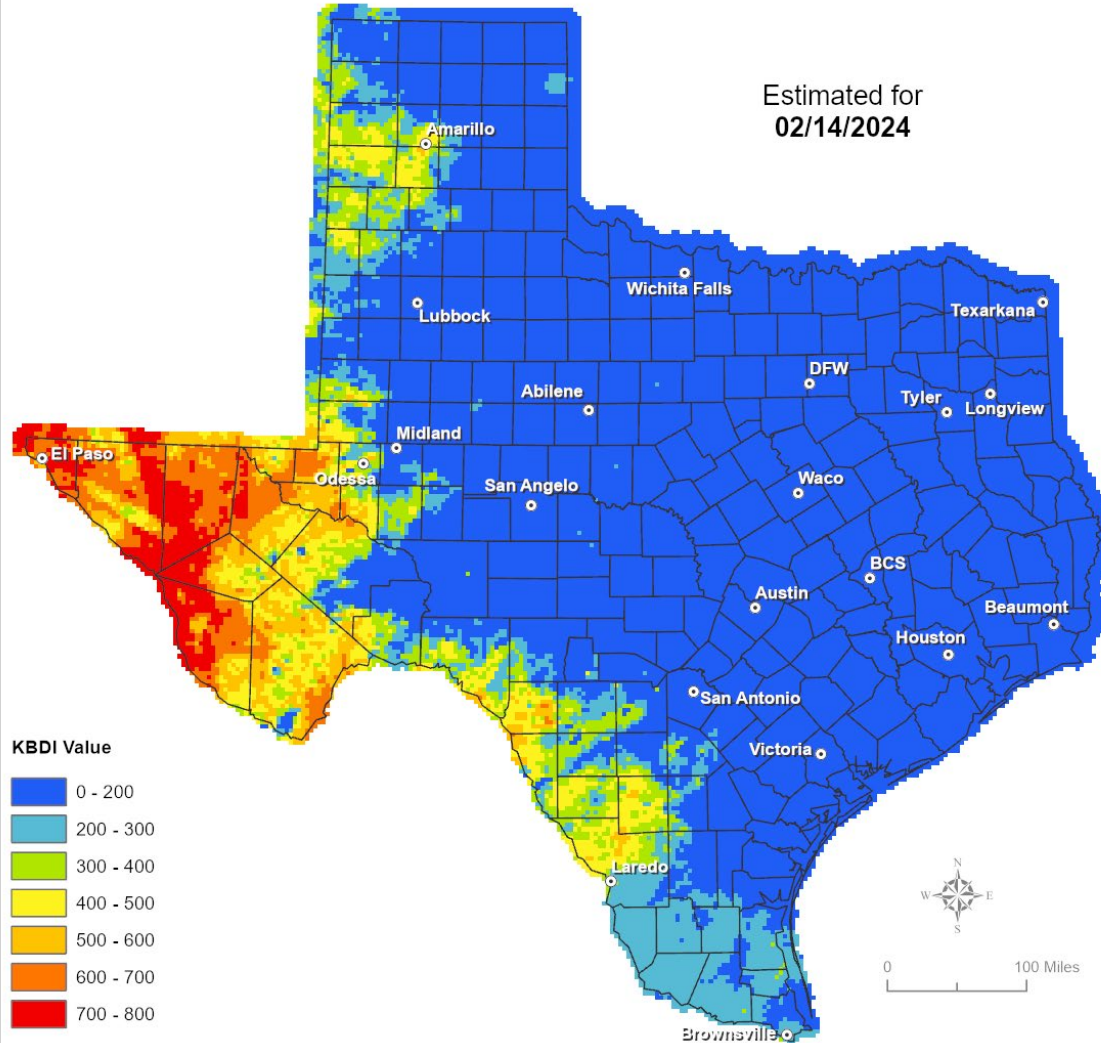 Estimated for
02/14/2024
Amarillo
Wichita Falls
Lubbock
Texarkana
DFW
Abilene
Tyler
Longview
Midland
El Paso
Odessa
San Angelo
Waco
BCS
Austin
Beaumont
Houston
San Antonio
Victoria
KBDI Value
0 - 200
200 - 300
300 - 400
400 - 500
500 - 600
600 - 700
700 - 800
Laredo
N
W E
S
0 100 Miles
Brownsville